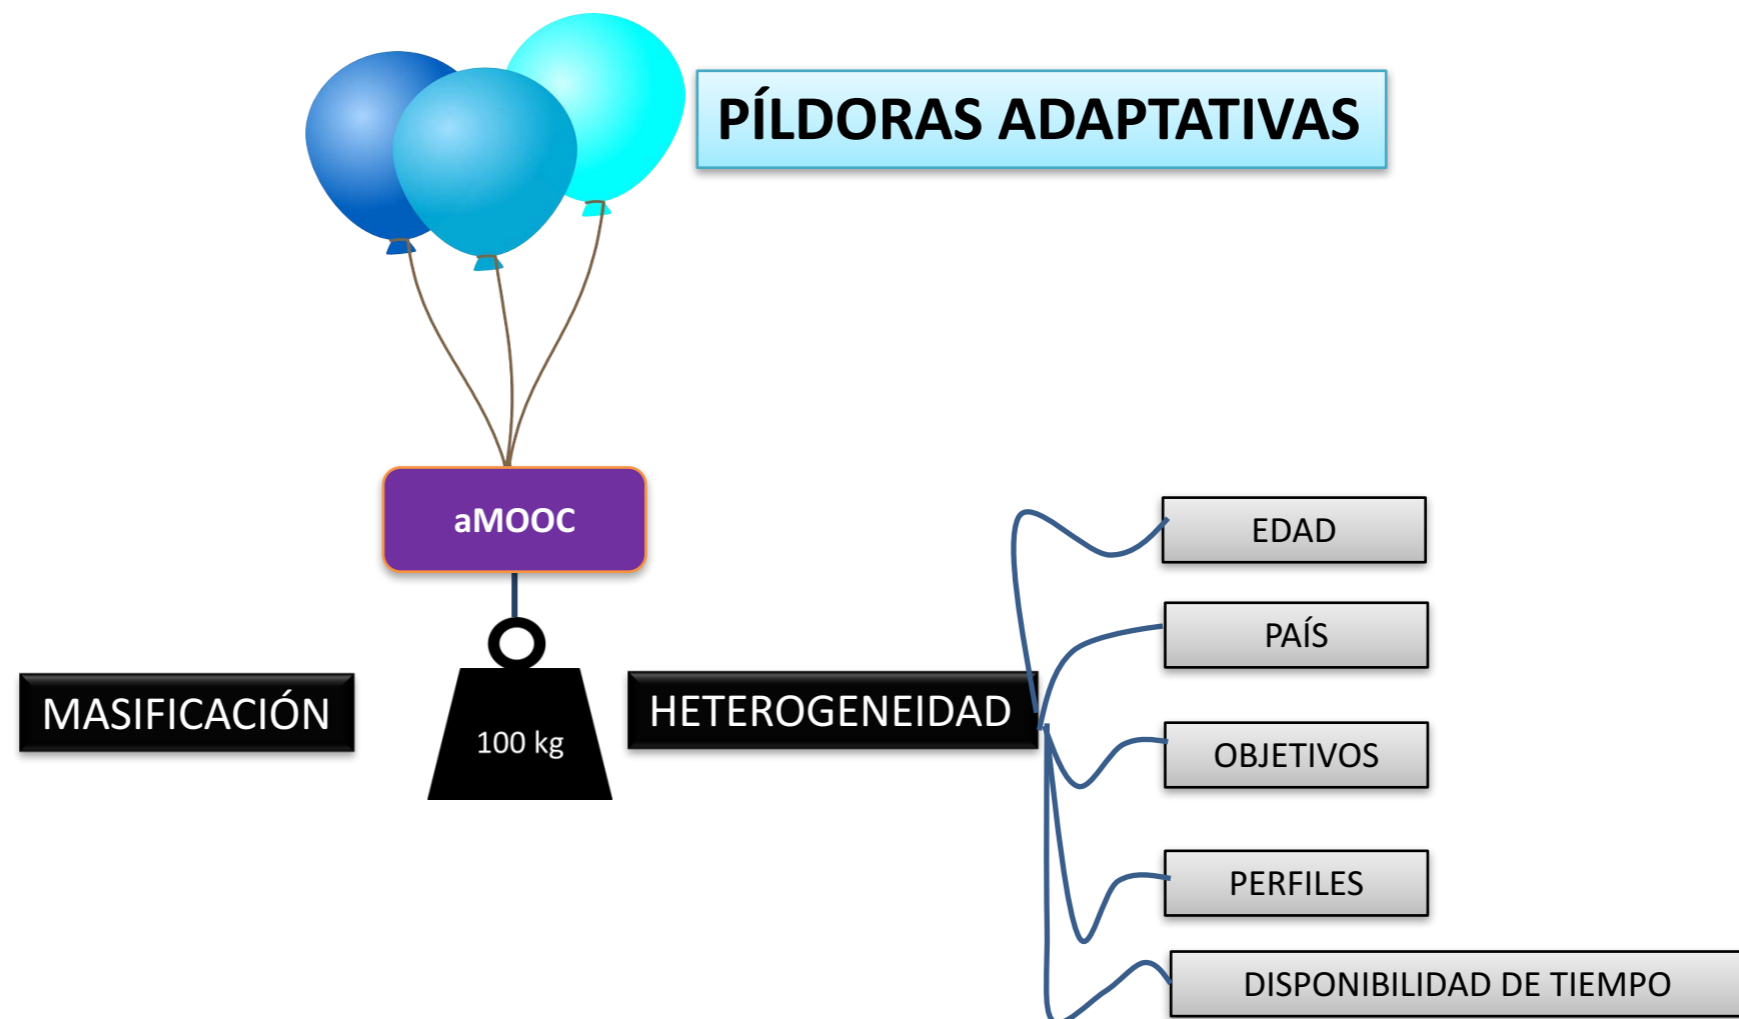 PÍLDORAS ADAPTATIVAS
aMOOC
MASIFICACIÓN
100 kg
HETEROGENEIDAD
EDAD
PAÍS
OBJETIVOS
PERFILES
DISPONIBILIDAD DE TIEMPO